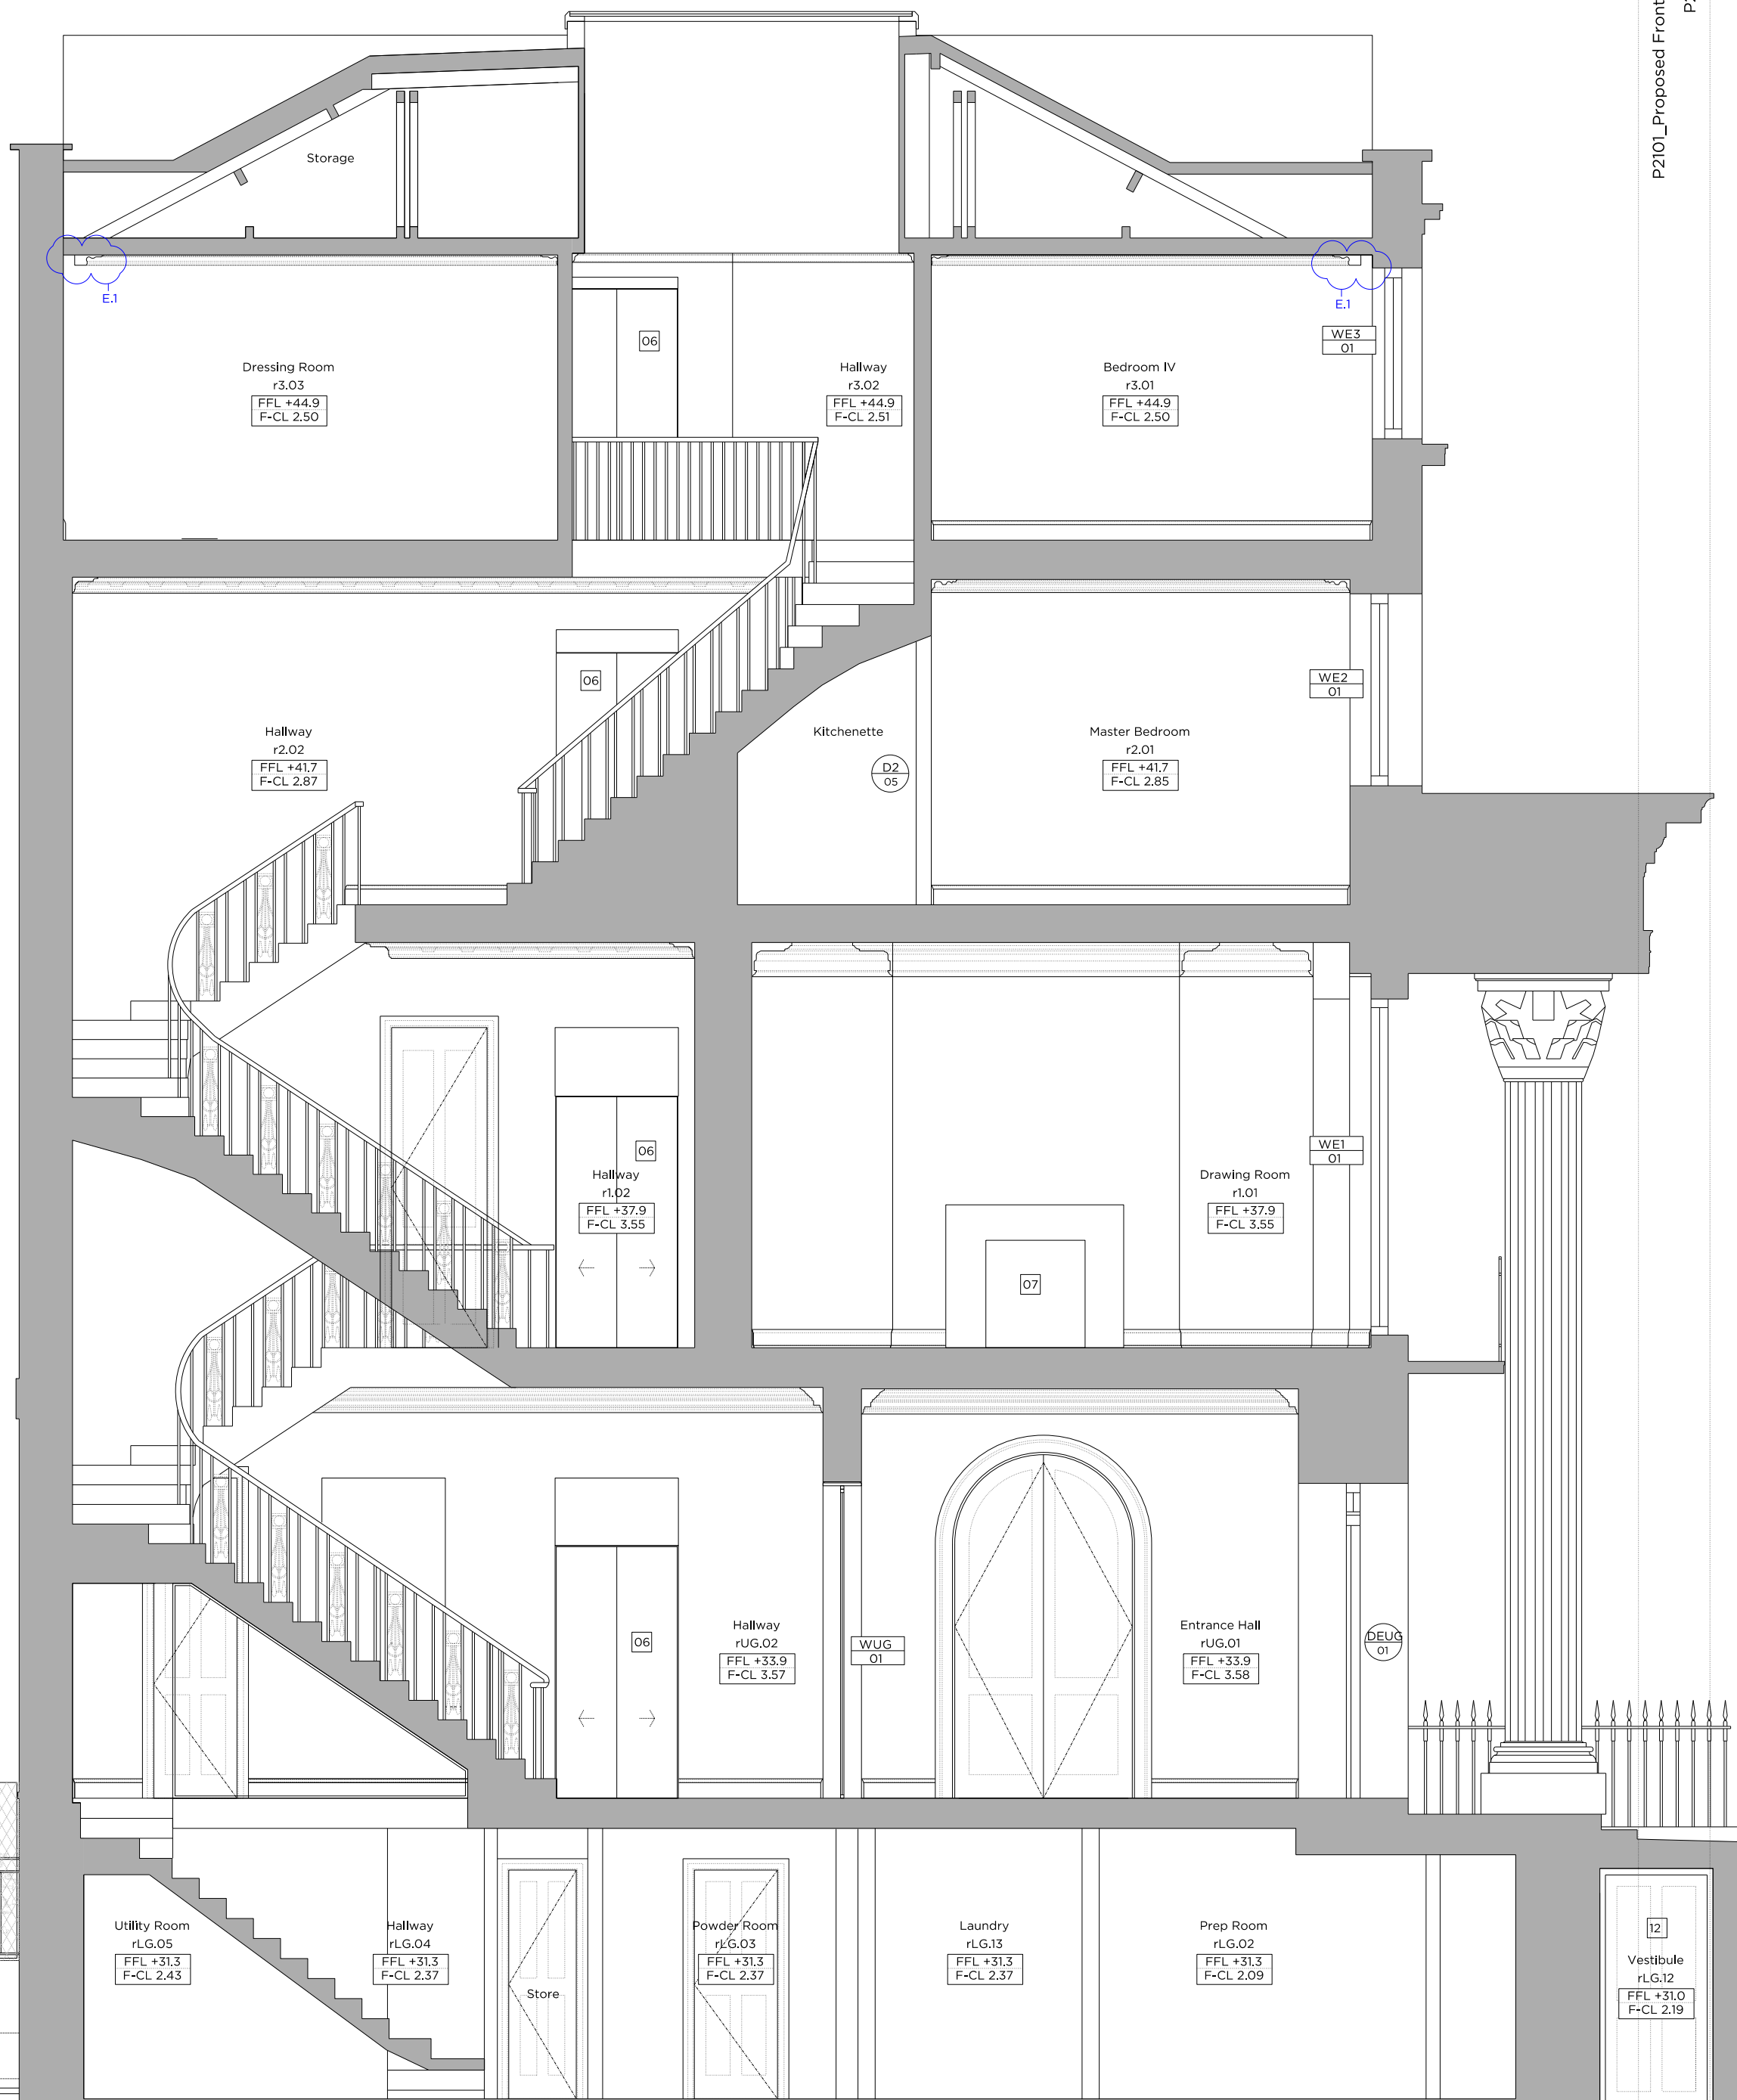 P2101_Proposed Front
Storage
E.1
E.1
Dressing Room
r3.03
FFL +44.9
F-CL 2.50
06
Hallway
r3.02
FFL +44.9
F-CL 2.51
Bedroom IV
r3.01
FFL +44.9
F-CL 2.50
WE3
01
Hallway
r2.02
FFL +41.7
F-CL 2.87
06
Kitchenette
D2
05
Master Bedroom
r2.01
FFL +41.7
F-CL 2.85
WE2
01
06
Hallway
r1.02
FFL +37.9
F-CL 3.55
07
Drawing Room
r1.01
FFL +37.9
F-CL 3.55
WE1
01
06
Hallway
rUG.02
FFL +33.9
F-CL 3.57
WUG
01
Entrance Hall
rUG.01
FFL +33.9
F-CL 3.58
DEUG
01
Utility Room
rLG.05
FFL +31.3
F-CL 2.43
Hallway
rLG.04
FFL +31.3
F-CL 2.37
Store
Powder Room
rLG.03
FFL +31.3
F-CL 2.37
Laundry
rLG.13
FFL +31.3
F-CL 2.37
Prep Room
rLG.02
FFL +31.3
F-CL 2.09
12
Vestibule
rLG.12
FFL +31.0
F-CL 2.19